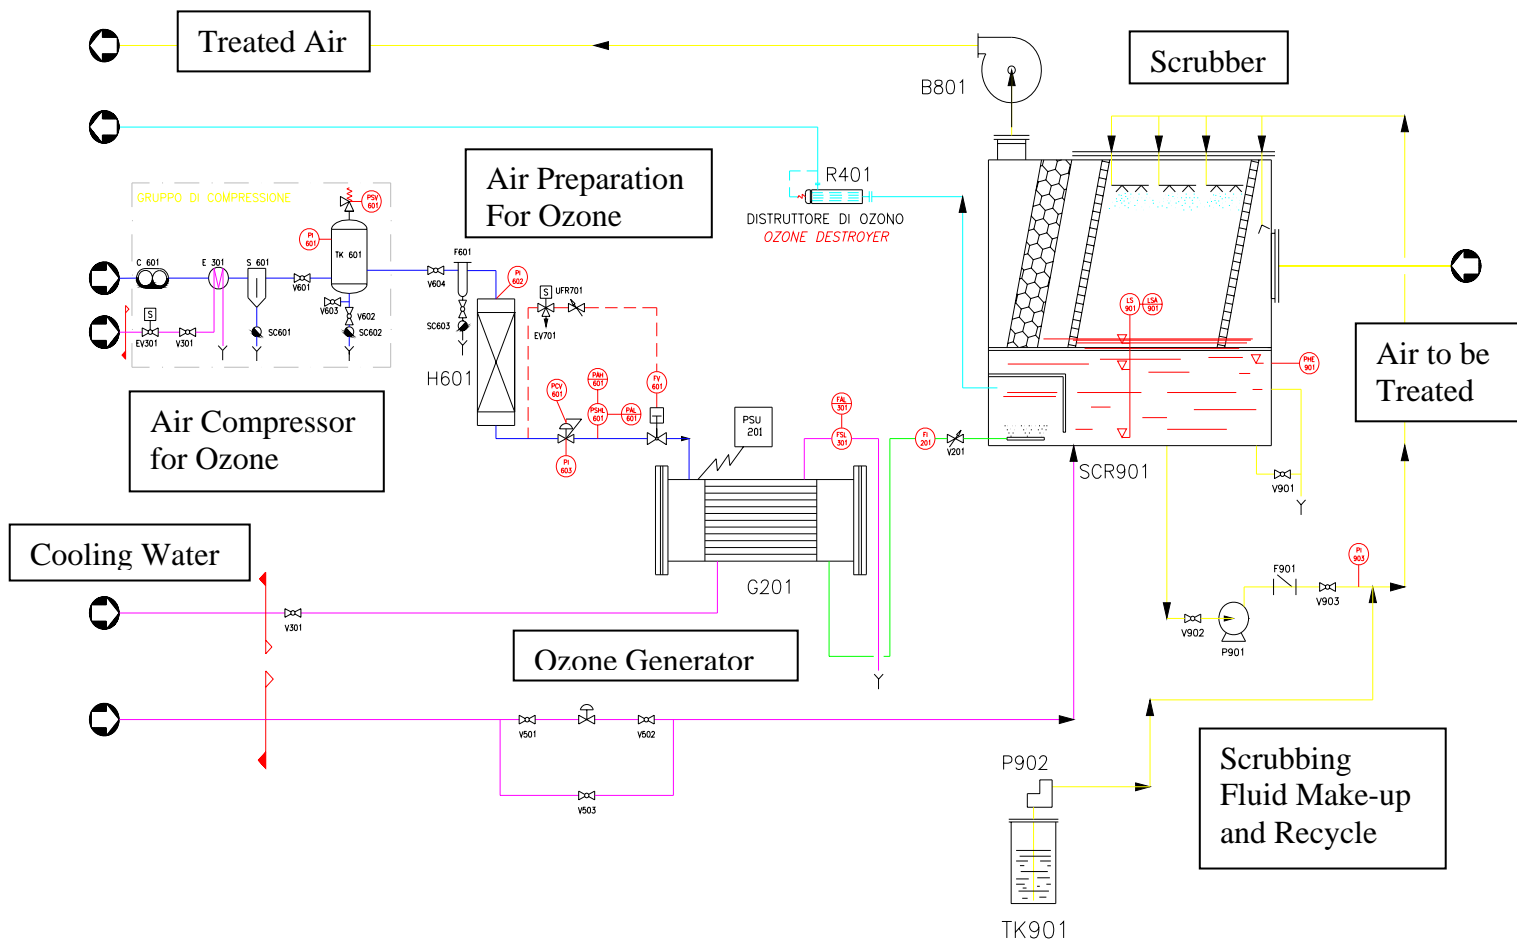 Treated Air
Scrubber
B801
Air Preparation
For Ozone
R401
DISTRUTTORE DI OZONO
OZONE DESTROYER
GRUPPO DI COMPRESSIONE
PSV
601
PI
601
TK 601
C 601
E 301
S 601
V601
V603
V602
SC601
SC602
EV301
V301
F601
V604
SC603
PI
602
S
S
UFR701
EV701
H601
PCV
601
PAH
601
PSHL
601
PAL
601
FV
601
PI
603
LS
901
LSA
901
PHE
901
Air to be
Treated
Air Compressor
for Ozone
PSU
201
FAL
301
FSL
301
FI
201
V201
SCR901
V901
G201
Cooling Water
V301
Ozone Generator
PI
903
F901
V903
V902
P901
V501
V502
V503
P902
TK901
Scrubbing
Fluid Make-up
and Recycle